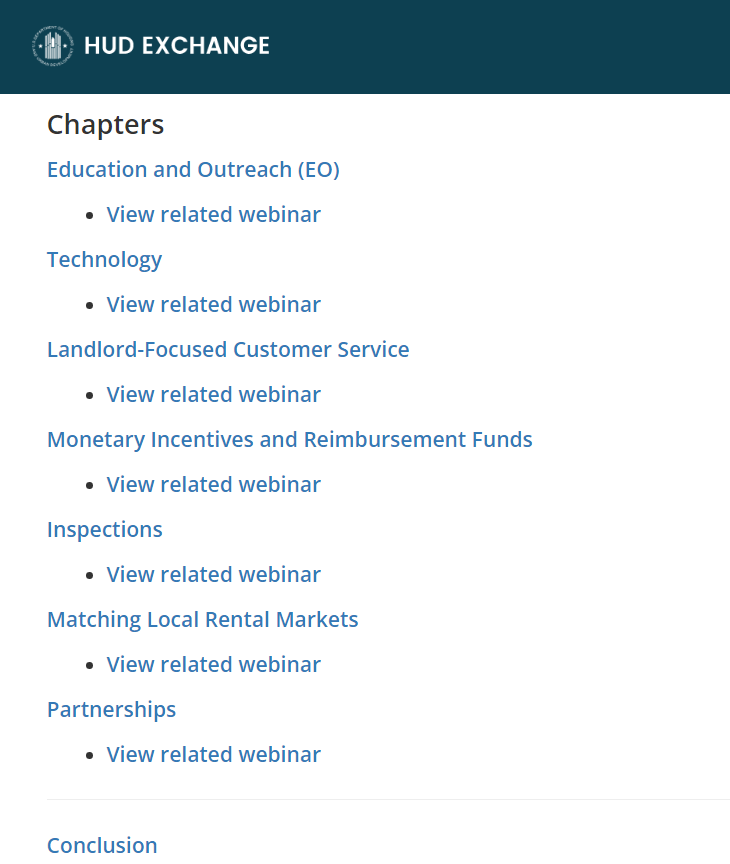 HUD EXCHANGE
Chapters
Education and Outreach (EO)
View related webinar
Technology
View related webinar
Landlord-Focused Customer Service
View related webinar
Monetary Incentives and Reimbursement Funds
View related webinar
Inspections
View related webinar
Matching Local Rental Markets
View related webinar
Partnerships
View related webinar
Conclusion